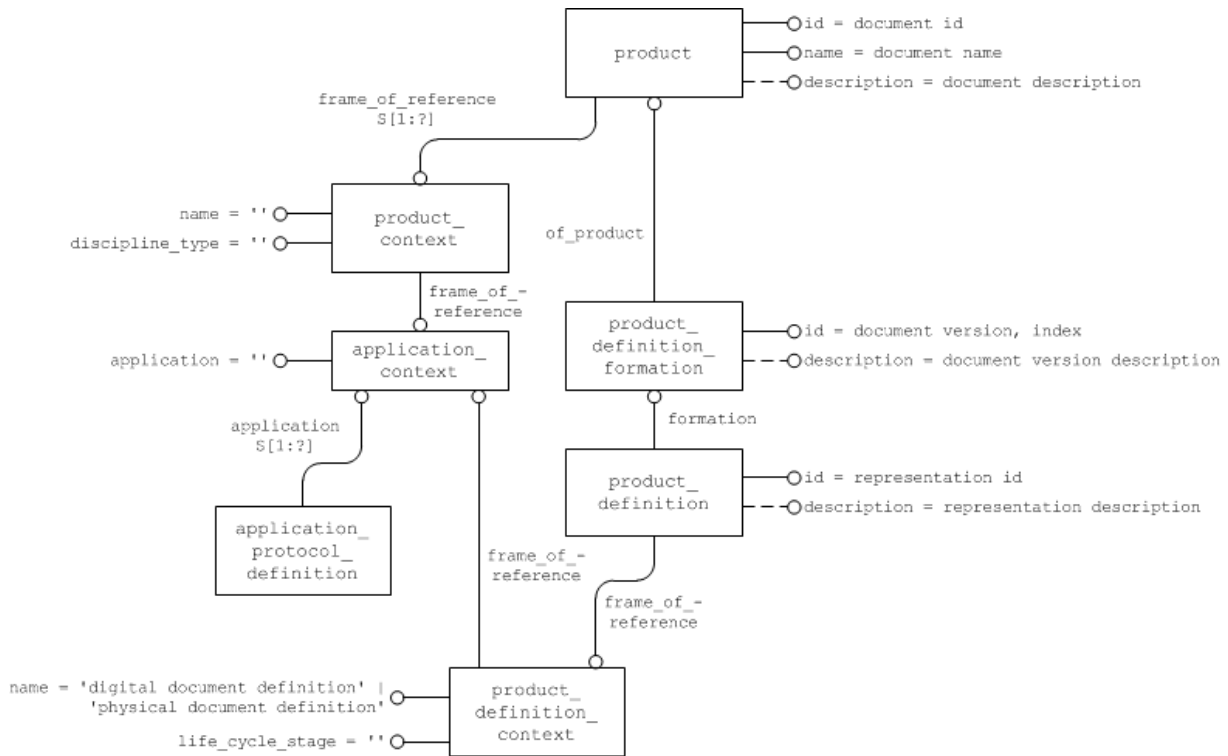 id = document id
product
name = document name
description = document description
frame_of_reference
S[1:?]
name = ''
product_
context
discipline_type = ''
of_product
frame_of_-
reference
product_
definition_
formation
id = document version, index
description = document version description
application = ''
application_
context
formation
application
S[1:?]
product_
definition
id = representation id
description = representation description
application_
protocol_
definition
frame_of_-
reference
frame_of_-
reference
name = 'digital document definition' |
'physical document definition'
product_
definition_
context
life_cycle_stage = ''